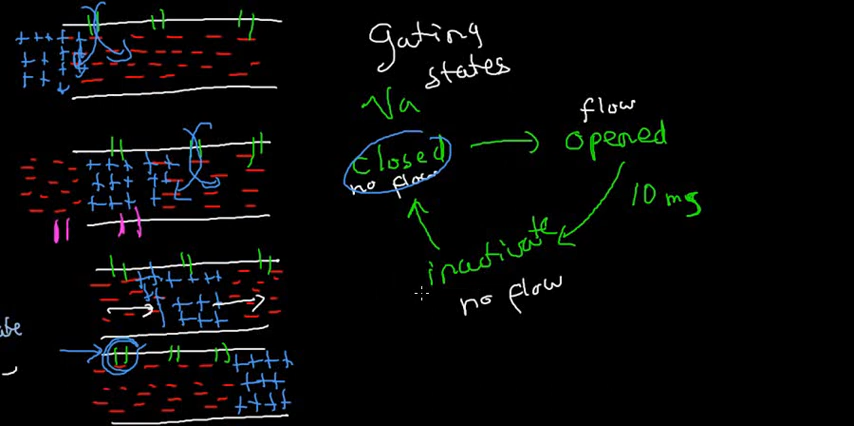 Gating
states
Na
flow
closed
opened
no flow
10 ms
inactivate
no flow